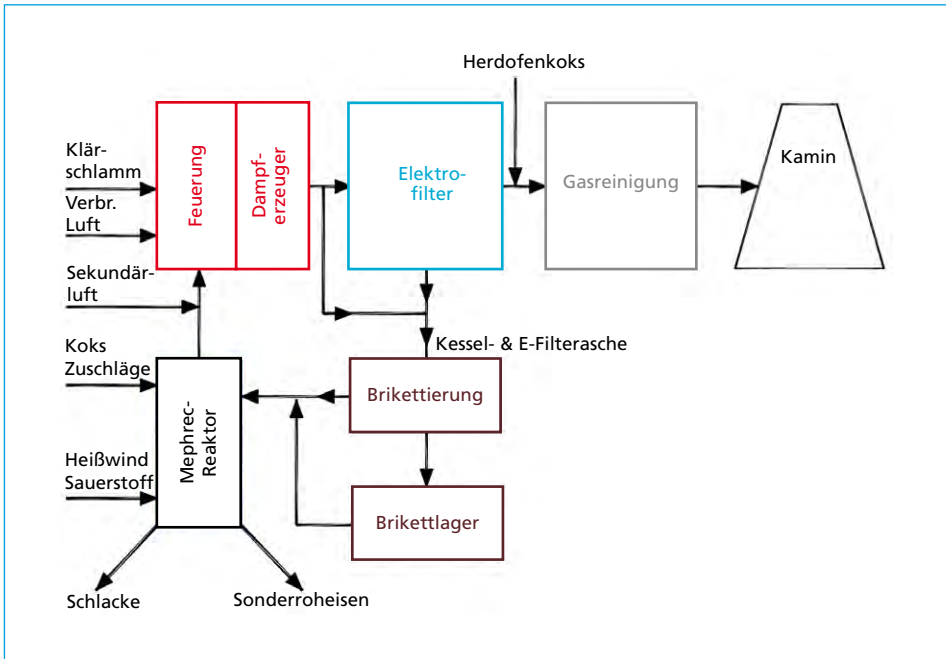 Herdofenkoks
Klär-
schlamm
Verbr.
Luft
Feuerung
Dampf-
erzeuger
Elektro-
filter
Gasreinigung
Kamin
Sekundär-
luft
Kessel- & E-Filterasche
Koks
Zuschläge
Mephrec-
Reaktor
Brikettierung
Heißwind
Sauerstoff
Brikettlager
Schlacke
Sonderroheisen